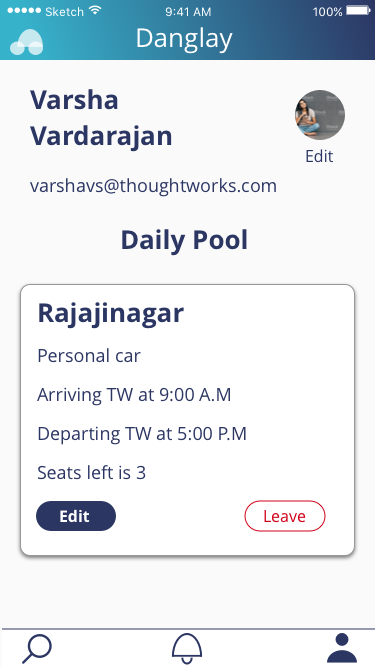 Sketch 9:41 AM 100%
Danglay
Varsha
Vardarajan
Edit
varshavs@thoughtworks.com
Daily Pool
Rajajinagar
Personal car
Arriving TW at 9:00 A.M
Departing TW at 5:00 P.M
Seats left is 3
Edit Leave